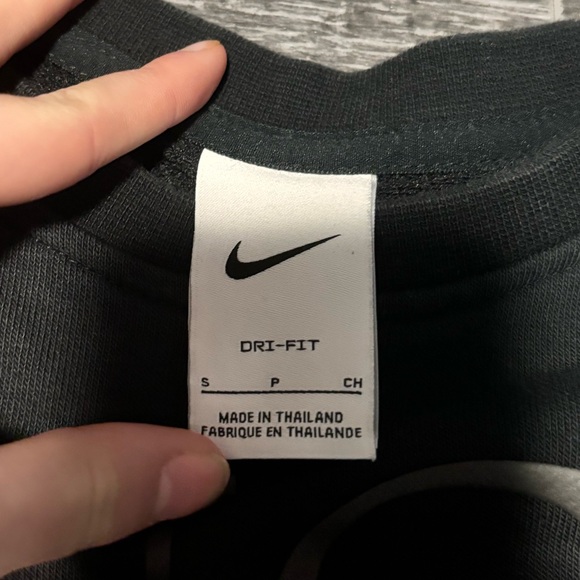 DRI-FIT
S P CH
MADE IN THAILAND
FABRIQUE EN THAILANDE